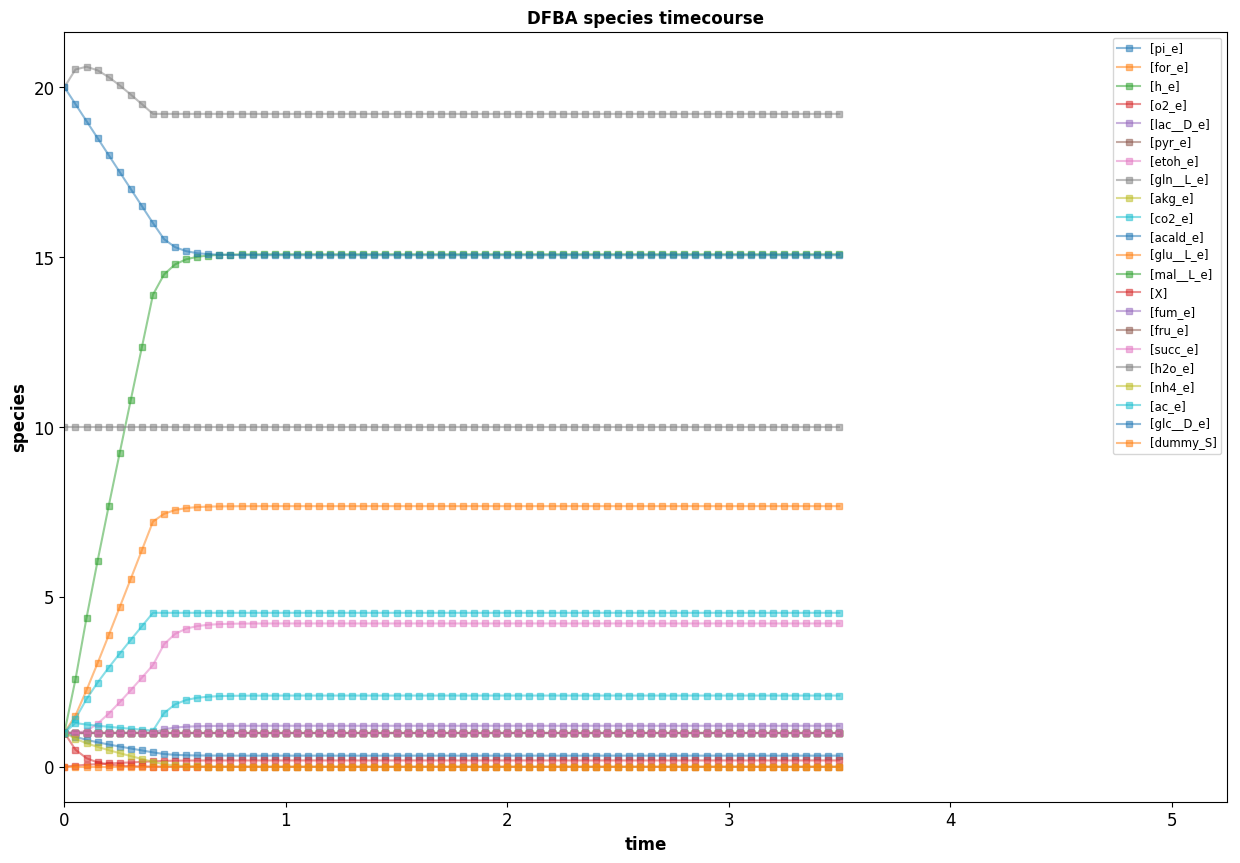 DFBA species timecourse
species
20
15
10
5
0
0
1
2
3
4
5
time
[pi_e]
[for_e]
[h_e]
[o2_e]
[lac__D_e]
[pyr_e]
[etoh_e]
[gln__L_e]
[akg_e]
[co2_e]
[acald_e]
[glu__L_e]
[mal__L_e]
[X]
[fum_e]
[fru_e]
[succ_e]
[h2o_e]
[nh4_e]
[ac_e]
[glc__D_e]
[dummy_S]